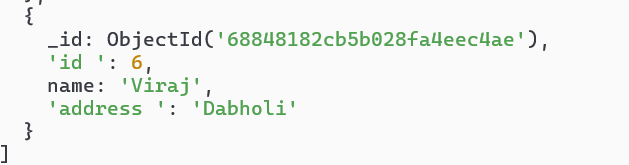 {
_id: ObjectId('68848182cb5b028fa4eec4ae'),
'id ': 6,
name: 'Viraj',
'address ': 'Dabholi'
}
]